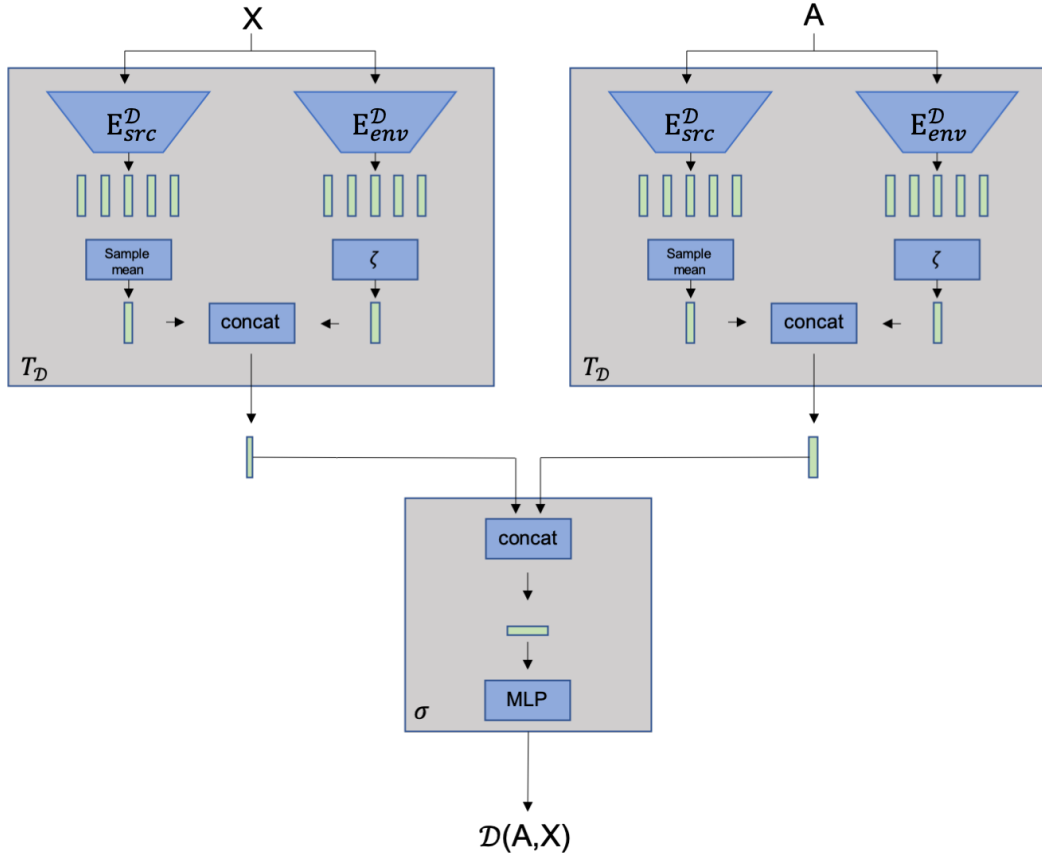 X
A
E^𝒟_src
E^𝒟_env
E^𝒟_src
E^𝒟_env
Sample
mean
ζ
Sample
mean
ζ
concat
concat
T_𝒟
T_𝒟
concat
MLP
σ
𝒟(A,X)